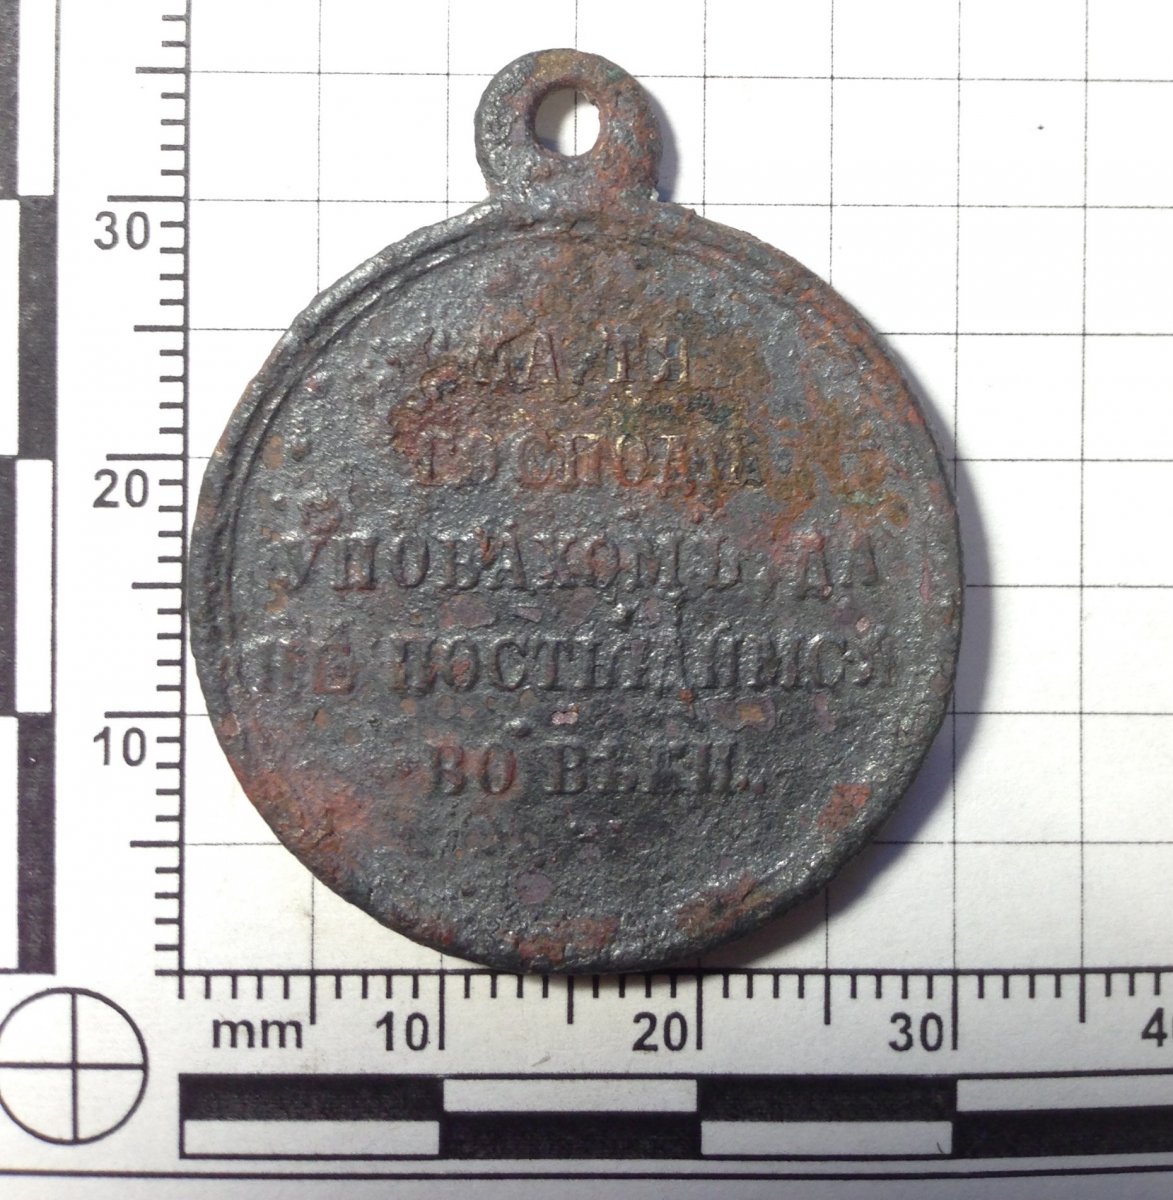 НА ТЯ
ГОСПОДИ
УПОВАХОМЪ, ДА
НЕ ПОСТЫДИМСЯ
ВО ВѢКИ.
30
20
10
mm 10 20 30